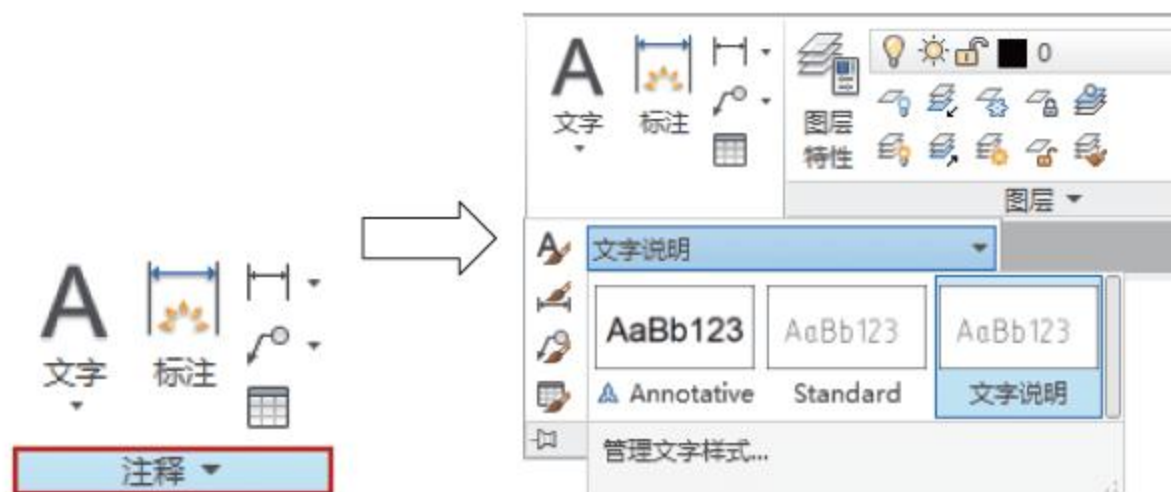 A
文字
标注
注释
A
文字
标注
0
图层
特性
图层
文字说明
AaBb123
AaBb123
AaBb123
Annotative
Standard
文字说明
管理文字样式...